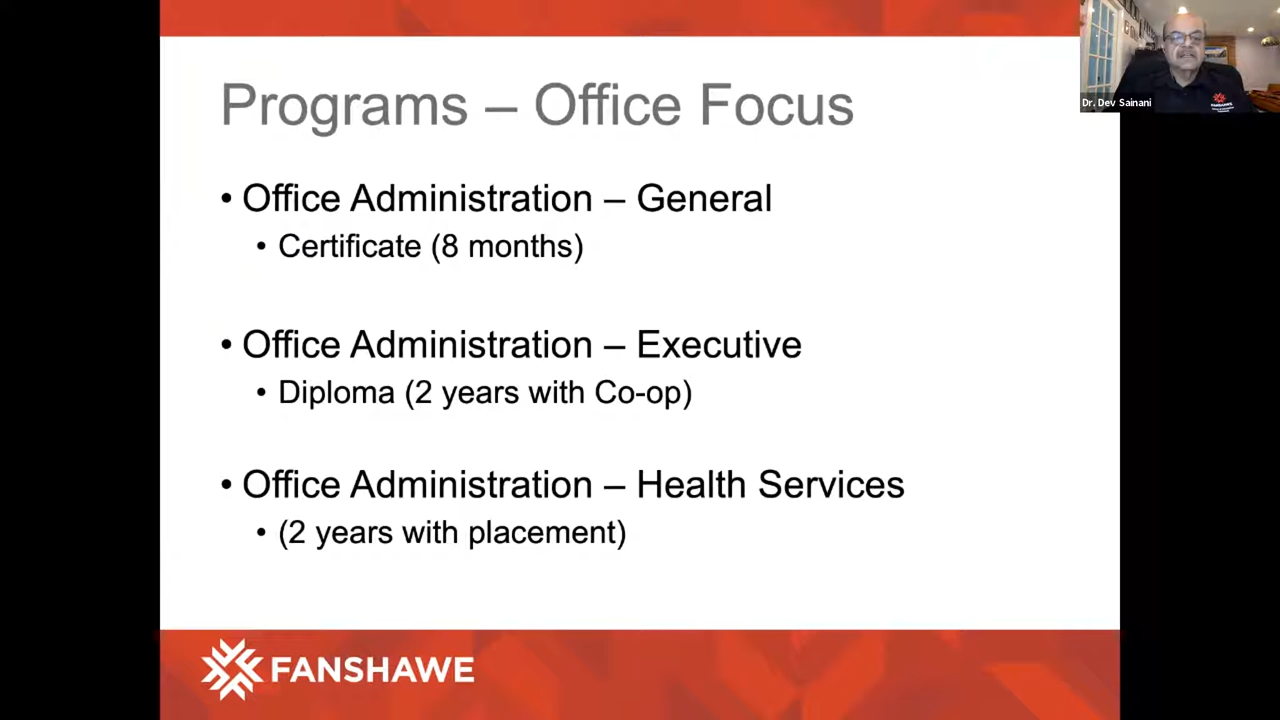 Programs – Office Focus
• Office Administration – General
• Certificate (8 months)
• Office Administration – Executive
• Diploma (2 years with Co-op)
• Office Administration – Health Services
• (2 years with placement)
FANSHAWE
Dr. Dev Sainani
FANSHAWE